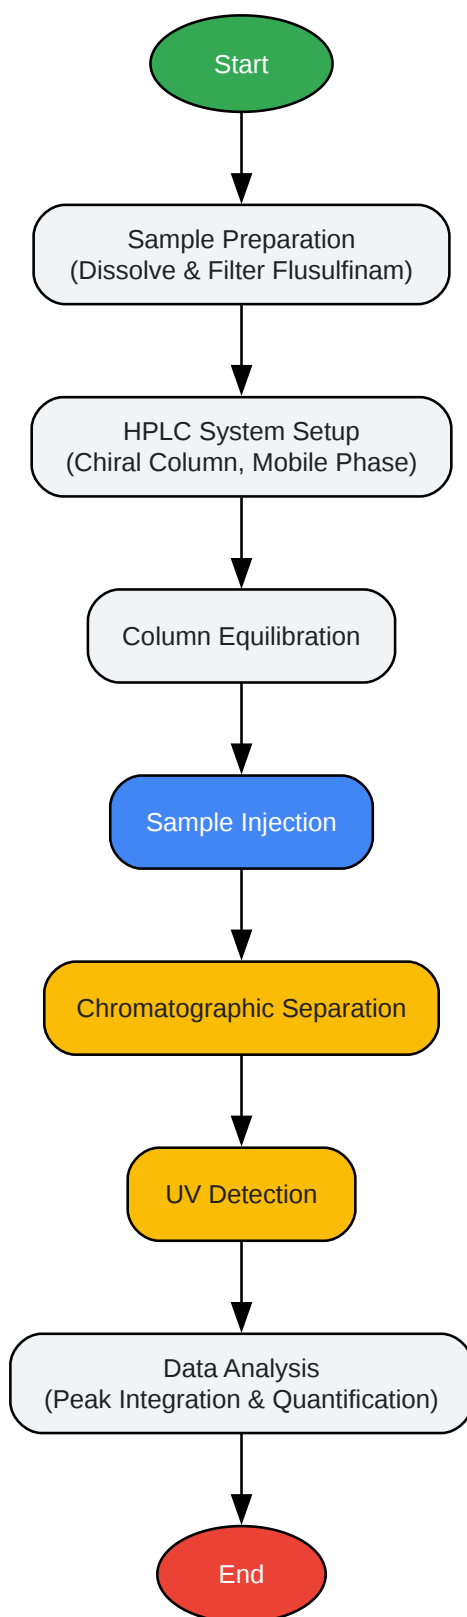 Start
Sample Preparation
(Dissolve & Filter Flusulfinam)
HPLC System Setup
(Chiral Column, Mobile Phase)
Column Equilibration
Sample Injection
Chromatographic Separation
UV Detection
Data Analysis
(Peak Integration & Quantification)
End